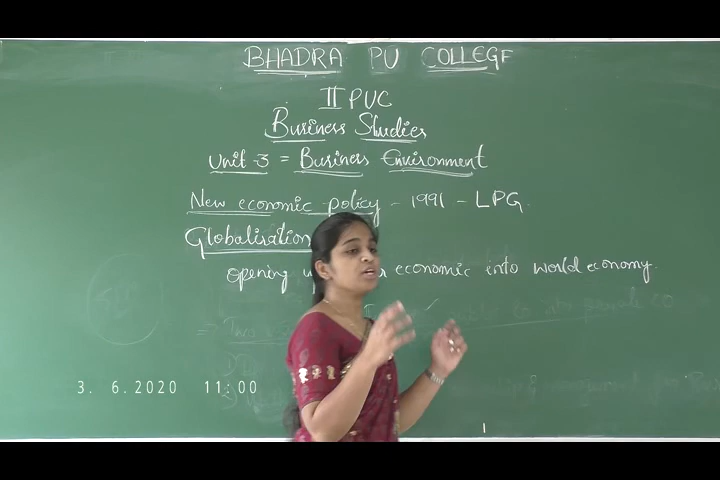 BHADRA PU COLLEGE
II PUC
Business Studies
Unit-3 = Business Environment
New economic policy - 1991 - LPG.
Globalisation
Opening economic into world economy.
3. 6.2020 11:00